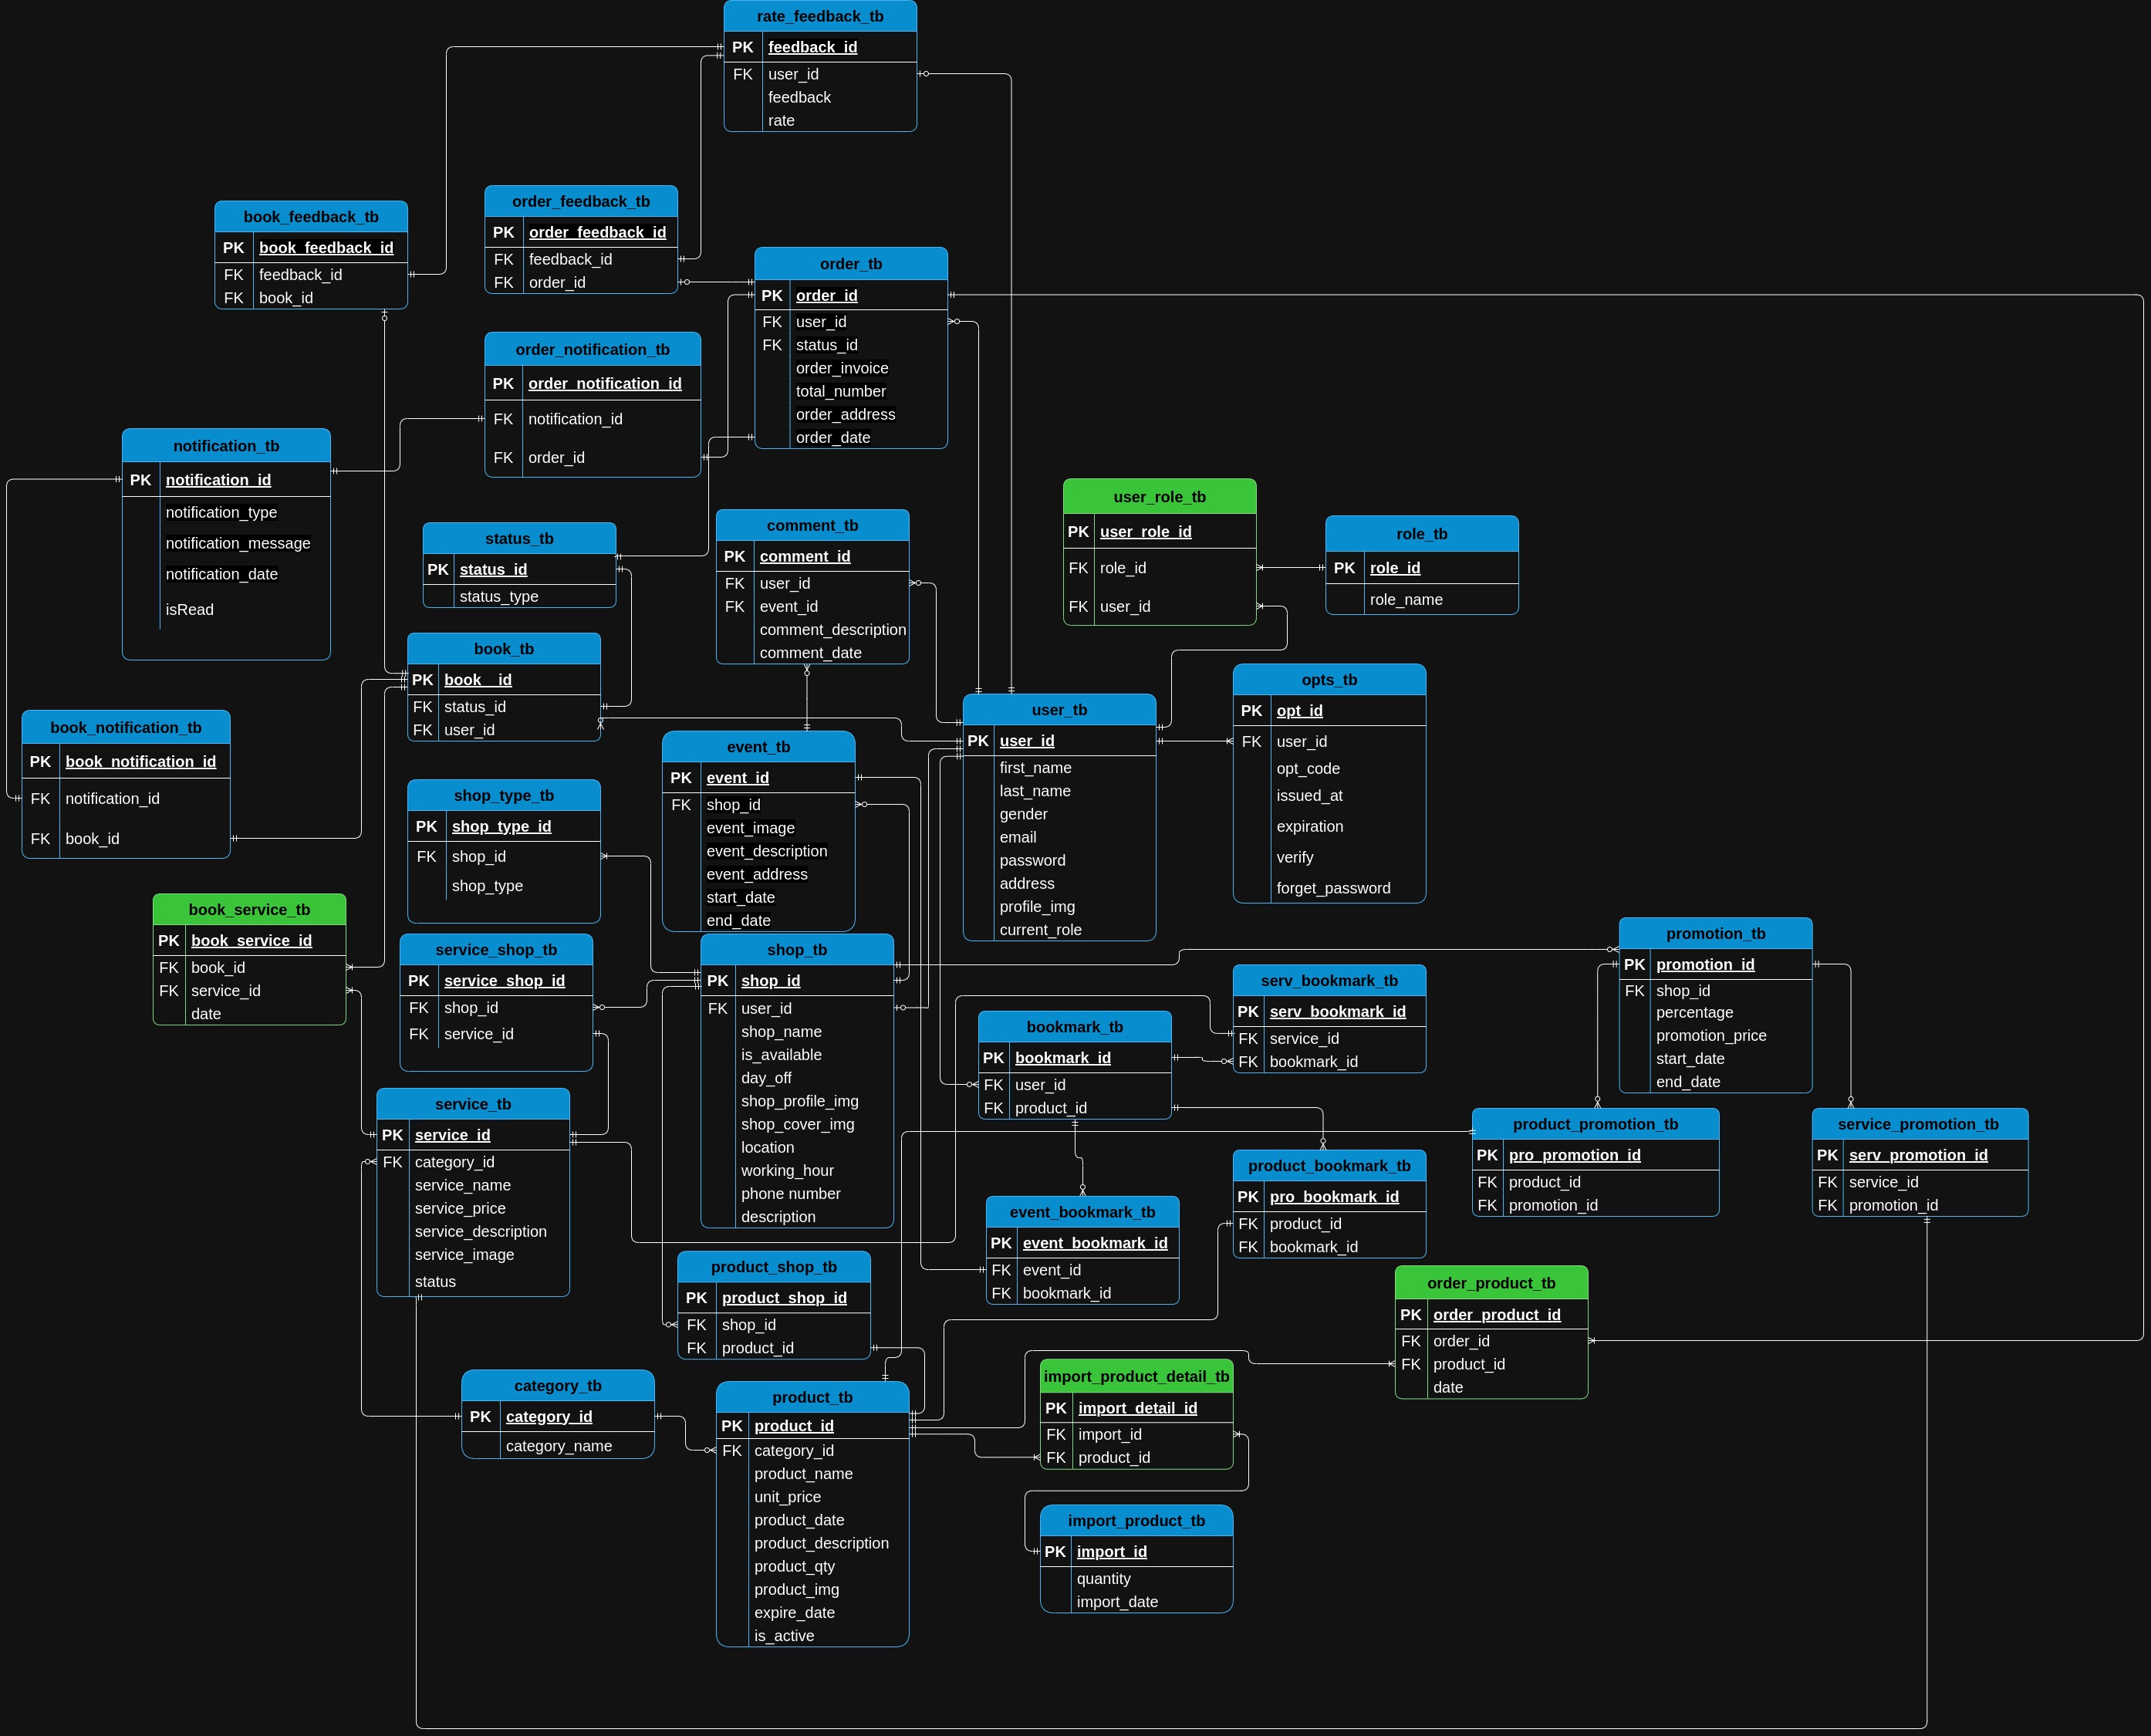 rate_feedback_tb
PK feedback_id
FK user_id
feedback
rate
book_feedback_tb
PK book_feedback_id
FK feedback_id
FK book_id
order_feedback_tb
PK order_feedback_id
FK feedback_id
FK order_id
order_tb
PK order_id
FK user_id
FK status_id
order_invoice
total_number
order_address
order_date
order_notification_tb
PK order_notification_id
FK notification_id
FK order_id
notification_tb
PK notification_id
notification_type
notification_message
notification_date
isRead
status_tb
PK status_id
status_type
comment_tb
PK comment_id
FK user_id
FK event_id
comment_description
comment_date
user_role_tb
PK user_role_id
FK role_id
FK user_id
role_tb
PK role_id
role_name
book_tb
PK book__id
FK status_id
FK user_id
book_notification_tb
PK book_notification_id
FK notification_id
FK book_id
event_tb
PK event_id
FK shop_id
event_image
event_description
event_address
start_date
end_date
user_tb
PK user_id
first_name
last_name
gender
email
password
address
profile_img
current_role
opts_tb
PK opt_id
FK user_id
opt_code
issued_at
expiration
verify
forget_password
shop_type_tb
PK shop_type_id
FK shop_id
shop_type
book_service_tb
PK book_service_id
FK book_id
FK service_id
date
service_shop_tb
PK service_shop_id
FK shop_id
FK service_id
shop_tb
PK shop_id
FK user_id
shop_name
is_available
day_off
shop_profile_img
shop_cover_img
location
working_hour
phone number
description
promotion_tb
PK promotion_id
FK shop_id
percentage
promotion_price
start_date
end_date
serv_bookmark_tb
PK serv_bookmark_id
FK service_id
FK bookmark_id
bookmark_tb
PK bookmark_id
FK user_id
FK product_id
service_tb
PK service_id
FK category_id
service_name
service_price
service_description
service_image
status
product_promotion_tb
PK pro_promotion_id
FK product_id
FK promotion_id
service_promotion_tb
PK serv_promotion_id
FK service_id
FK promotion_id
product_bookmark_tb
PK pro_bookmark_id
FK product_id
FK bookmark_id
event_bookmark_tb
PK event_bookmark_id
FK event_id
FK bookmark_id
product_shop_tb
PK product_shop_id
FK shop_id
FK product_id
order_product_tb
PK order_product_id
FK order_id
FK product_id
date
category_tb
PK category_id
category_name
product_tb
PK product_id
FK category_id
product_name
unit_price
product_date
product_description
product_qty
product_img
expire_date
is_active
import_product_detail_tb
PK import_detail_id
FK import_id
FK product_id
import_product_tb
PK import_id
quantity
import_date